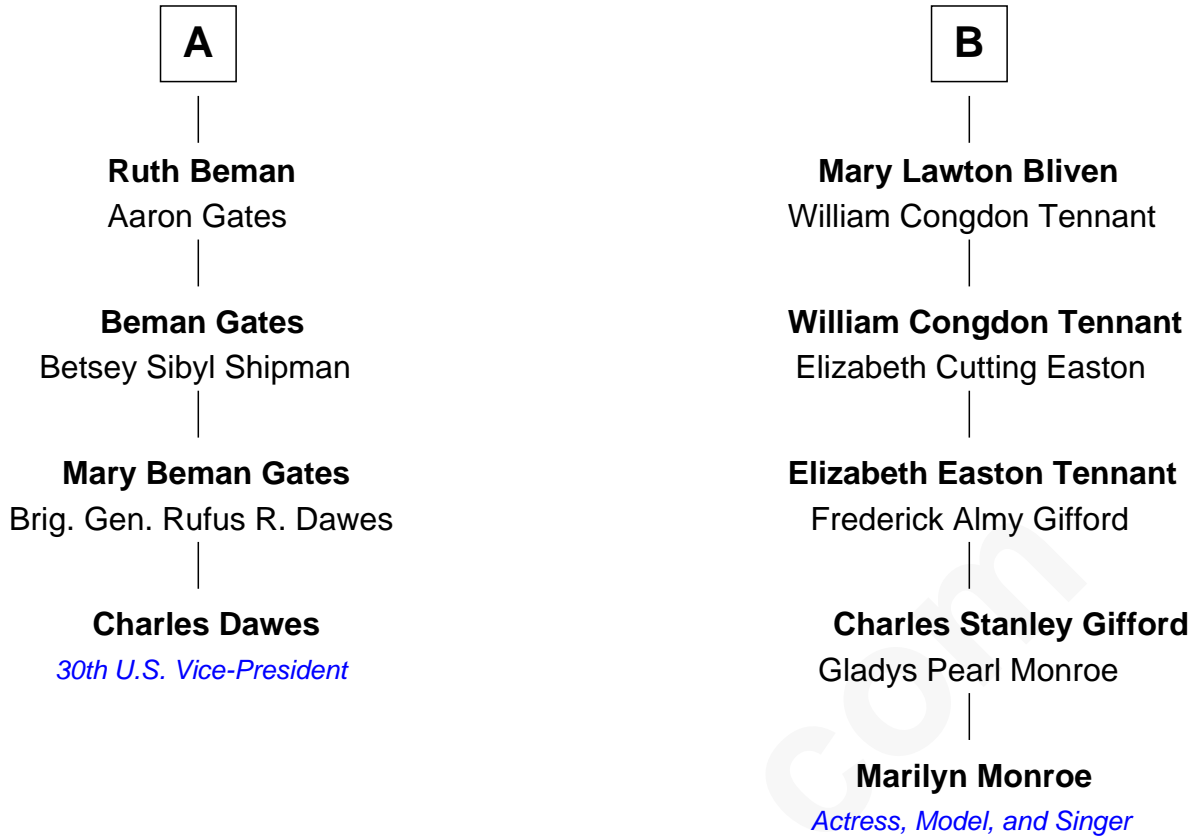 A
Ruth Beman
Aaron Gates
Beman Gates
Betsey Sibyl Shipman
Mary Beman Gates
Brig. Gen. Rufus R. Dawes
Charles Dawes
30th U.S. Vice-President
B
Mary Lawton Bliven
William Congdon Tennant
William Congdon Tennant
Elizabeth Cutting Easton
Elizabeth Easton Tennant
Frederick Almy Gifford
Charles Stanley Gifford
Gladys Pearl Monroe
Marilyn Monroe
Actress, Model, and Singer
com